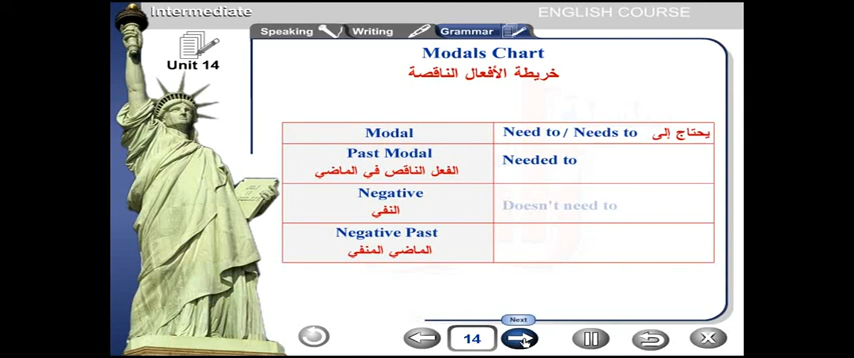 Intermediate
ENGLISH COURSE
Speaking Writing Grammar
Unit 14
Modals Chart
خريطة الأفعال الناقصة
Modal
Need to / Needs to يحتاج إلى
Past Modal
الفعل الناقص في الماضي
Needed to
Negative
النفي
Doesn't need to
Negative Past
الماضي المنفي
Next
14